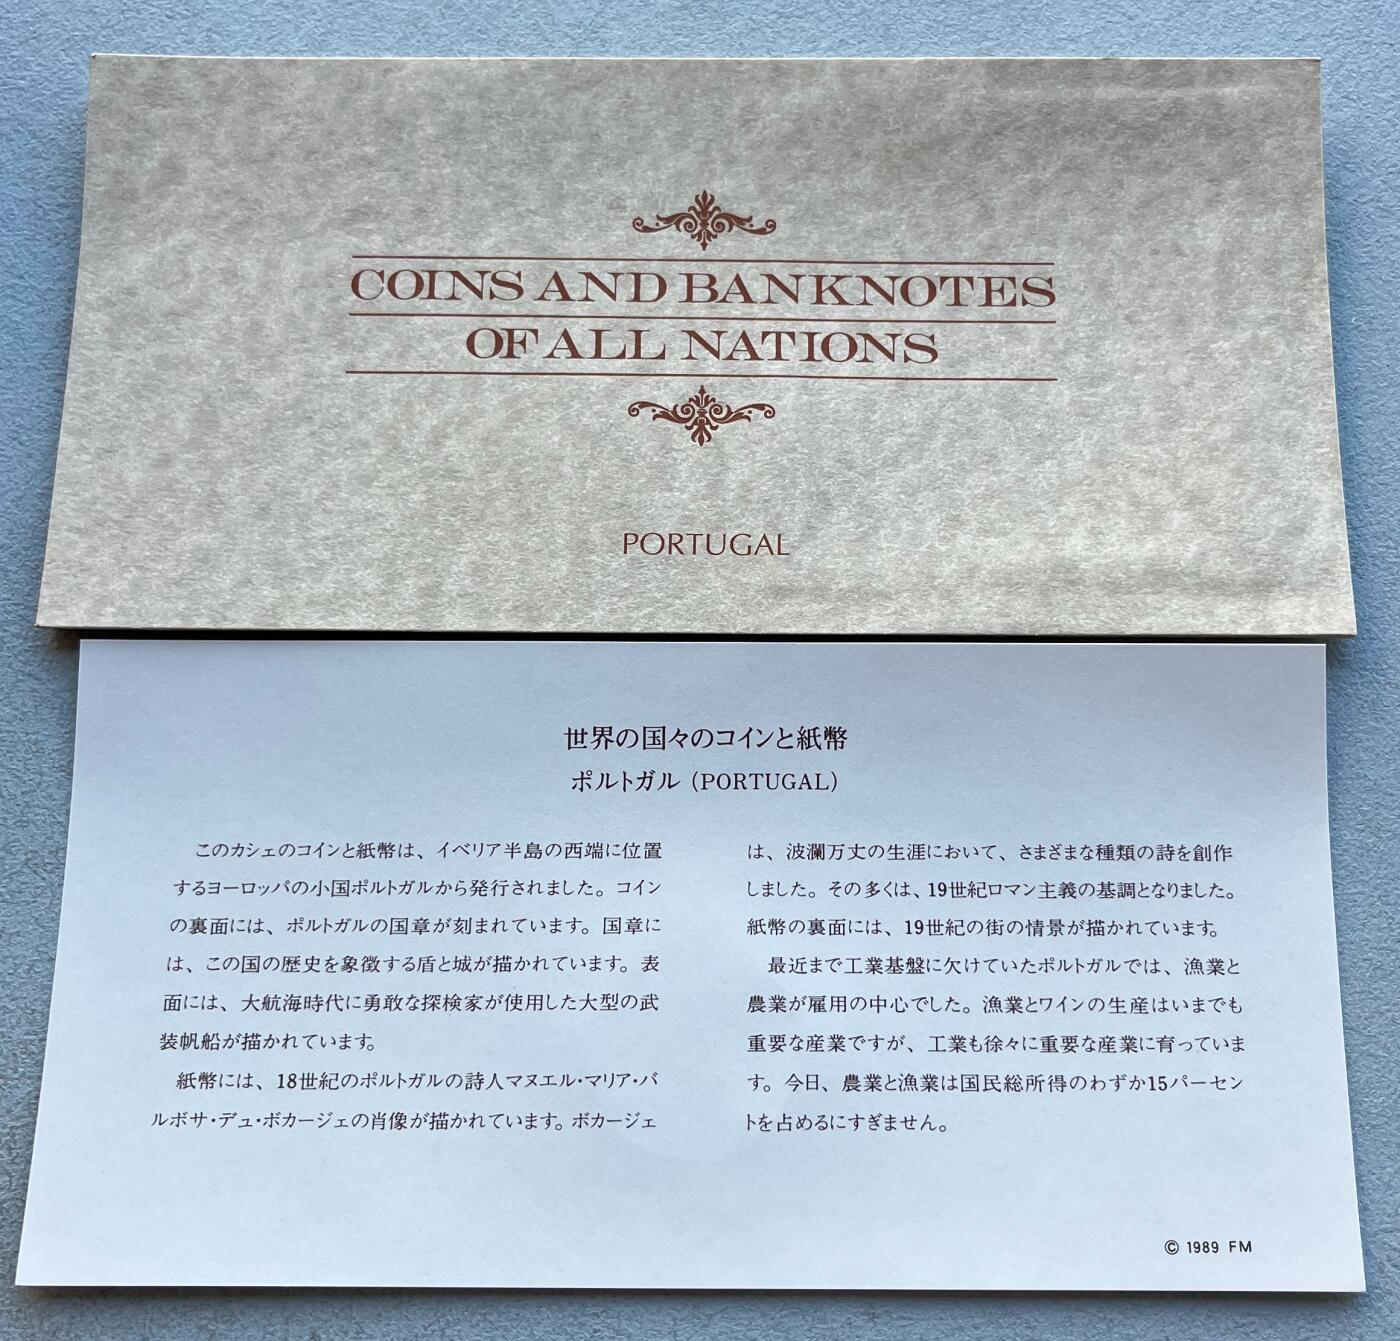 COINS AND BANKNOTES
OF ALL NATIONS
PORTUGAL
世界の国々のコインと紙幣
ポルトガル（PORTUGAL）
このカシェのコインと紙幣は、イベリア半島の西端に位置
するヨーロッパの小国ポルトガルから発行されました。コイン
の裏面には、ポルトガルの国章が刻まれています。国章に
は、この国の歴史を象徴する盾と城が描かれています。表
面には、大航海時代に勇敢な探検家が使用した大型の武
装帆船が描かれています。
紙幣には、18世紀のポルトガルの詩人マヌエル・マリア・バ
ルボサ・デュ・ボカージェの肖像が描かれています。ボカージェ
は、波瀾万丈の生涯において、さまざまな種類の詩を創作
しました。その多くは、19世紀ロマン主義の基調となりました。
紙幣の裏面には、19世紀の街の情景が描かれています。
最近まで工業基盤に欠けていたポルトガルでは、漁業と
農業が雇用の中心でした。漁業とワインの生産はいまでも
重要な産業ですが、工業も徐々に重要な産業に育っていま
す。今日、農業と漁業は国民総所得のわずか15パーセン
トを占めるにすぎません。
© 1989 FM